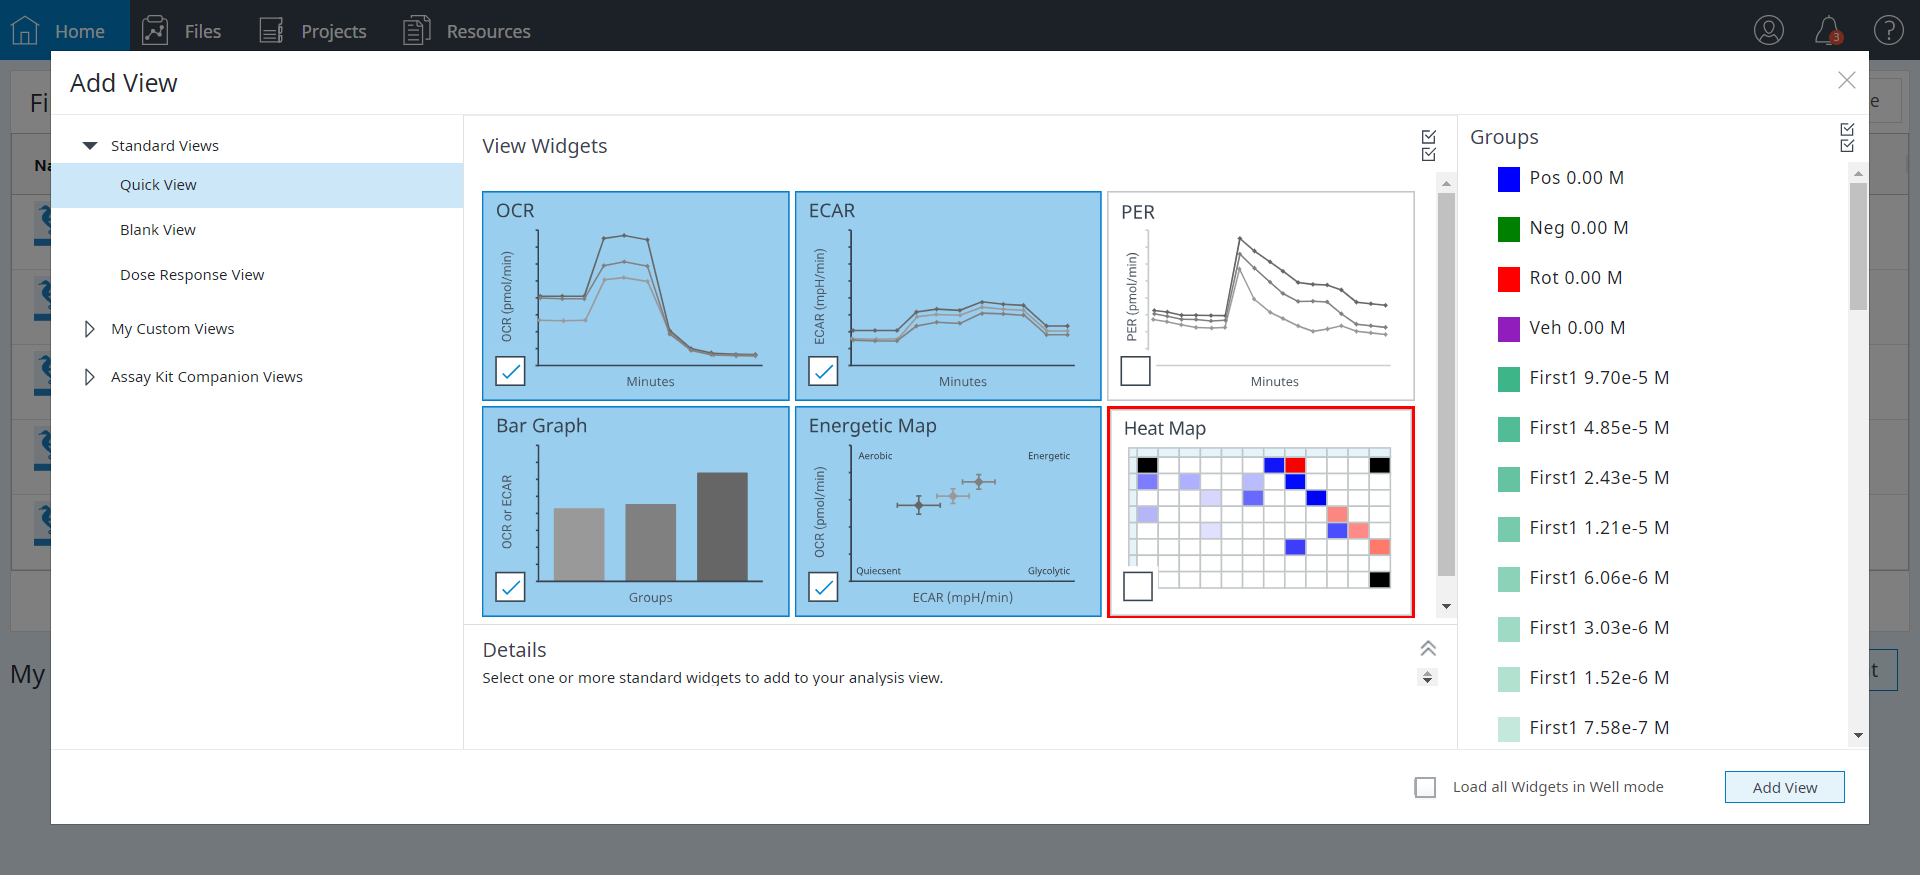 Home
Files
Projects
Resources
3
Add View
Standard Views
Quick View
Blank View
Dose Response View
My Custom Views
Assay Kit Companion Views
View Widgets
OCR
OCR (pmol/min)
Minutes
ECAR
ECAR (mpH/min)
Minutes
PER
PER (pmol/min)
Minutes
Bar Graph
OCR or ECAR
Groups
Energetic Map
Aerobic
Energetic
OCR (pmol/min)
Quiecsent
Glycolytic
ECAR (mpH/min)
Heat Map
Details
Select one or more standard widgets to add to your analysis view.
Groups
Pos 0.00 M
Neg 0.00 M
Rot 0.00 M
Veh 0.00 M
First1 9.70e-5 M
First1 4.85e-5 M
First1 2.43e-5 M
First1 1.21e-5 M
First1 6.06e-6 M
First1 3.03e-6 M
First1 1.52e-6 M
First1 7.58e-7 M
Load all Widgets in Well mode
Add View
My